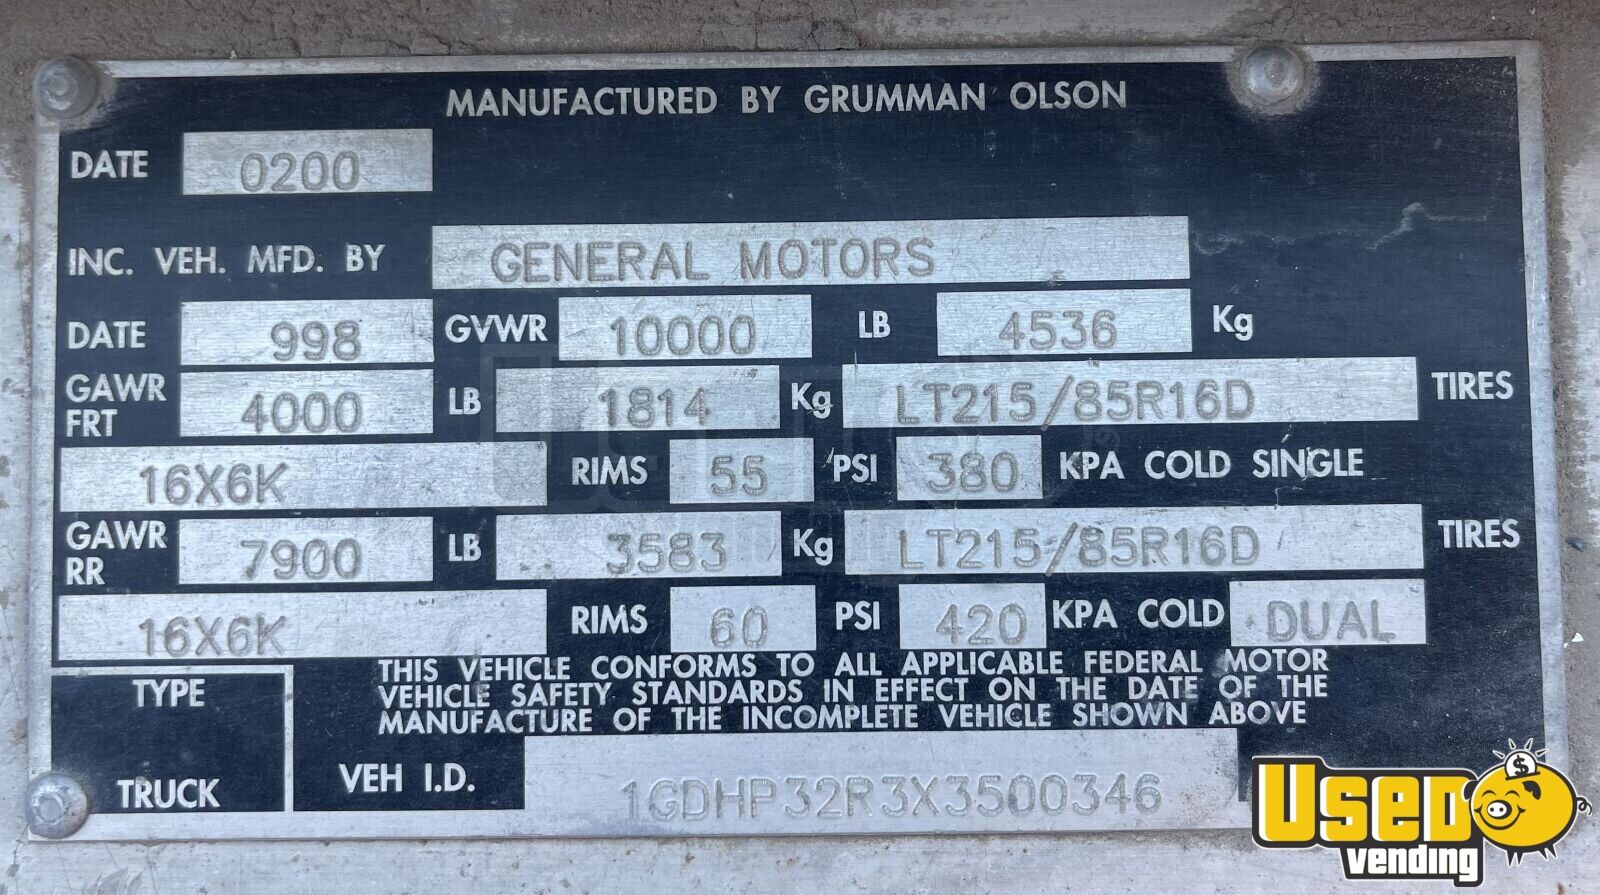 MANUFACTURED BY GRUMMAN OLSON
DATE 0200
INC. VEH. MFD. BY GENERAL MOTORS
DATE 998 GVWR 10000 LB 4536 Kg
GAWR FRT 4000 LB 1814 Kg LT215/85R16D TIRES
16X6K RIMS 55 PSI 380 KPA COLD SINGLE
GAWR RR 7900 LB 3583 Kg LT215/85R16D TIRES
16X6K RIMS 60 PSI 420 KPA COLD DUAL
THIS VEHICLE CONFORMS TO ALL APPLICABLE FEDERAL MOTOR
VEHICLE SAFETY STANDARDS IN EFFECT ON THE DATE OF THE
MANUFACTURE OF THE INCOMPLETE VEHICLE SHOWN ABOVE
TYPE
TRUCK
VEH I.D. 1GDHP32R3X3500346
USED
Vending
$